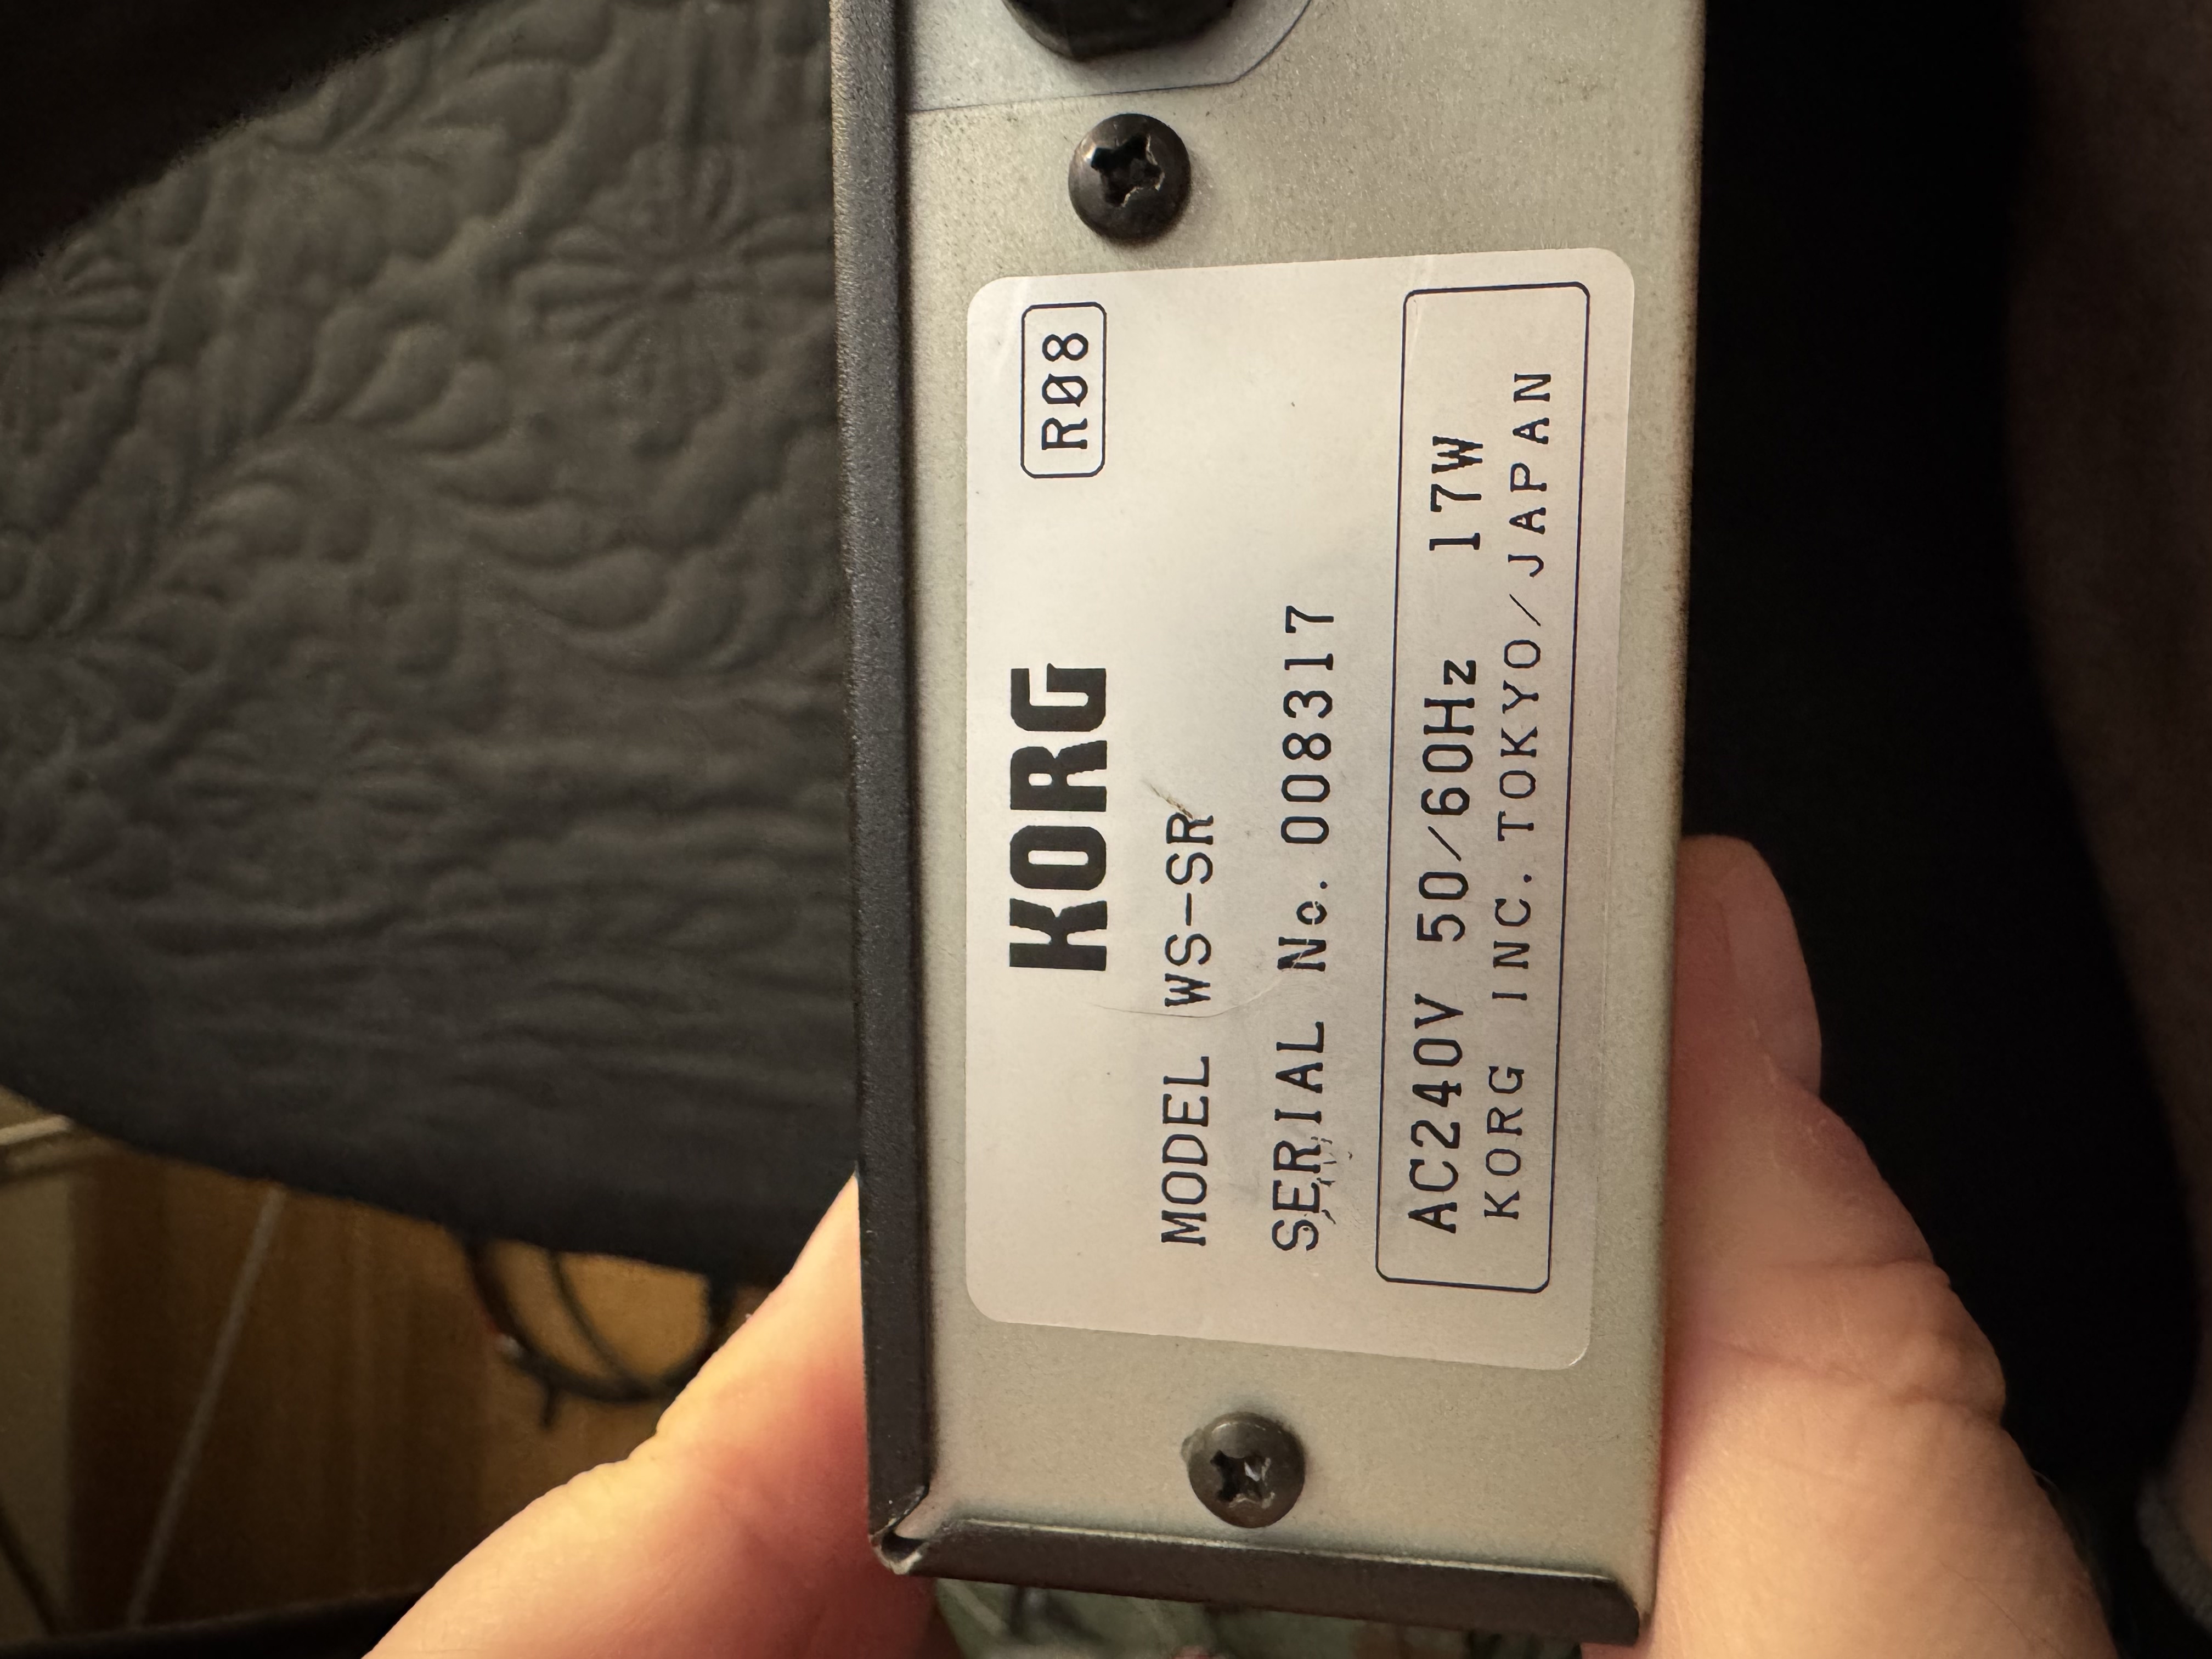 KORG R08
MODEL WS-SR
SERIAL No. 008317
AC240V 50/60Hz 17W
KORG INC. TOKYO/JAPAN